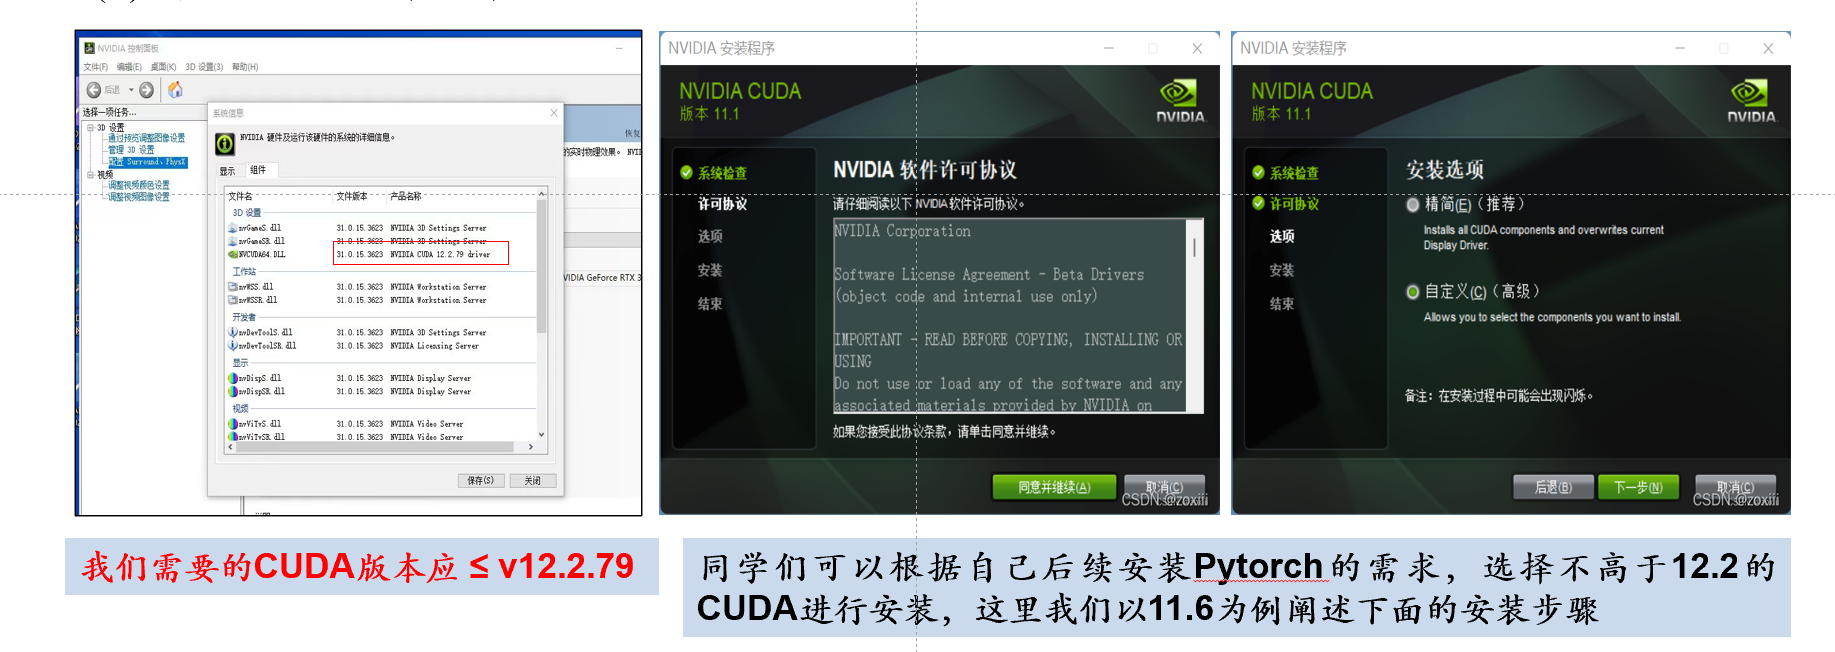 NVIDIA 控制面板
文件(F) 编辑(E) 桌面(K) 3D 设置(3) 帮助(H)
后退
选择一项任务...
3D 设置
通过预览调整图像设置
管理 3D 设置
配置 Surround、PhysX
视频
调整视频颜色设置
调整视频图像设置
恢复
的实时物理效果。 NVI
VIDIA GeForce RTX 3
系统信息
NVIDIA 硬件及运行该硬件的系统的详细信息。
显示 组件
文件名 文件版本 产品名称
3D 设置
nvGameS.dll 31.0.15.3623 NVIDIA 3D Settings Server
nvGameSR.dll 31.0.15.3623 NVIDIA 3D Settings Server
NVCUDA64.DLL 31.0.15.3623 NVIDIA CUDA 12.2.79 driver
工作站
nvWSS.dll 31.0.15.3623 NVIDIA Workstation Server
nvWSSR.dll 31.0.15.3623 NVIDIA Workstation Server
开发者
nvDevToolS.dll 31.0.15.3623 NVIDIA 3D Settings Server
nvDevToolSR.dll 31.0.15.3623 NVIDIA Licensing Server
显示
nvDispS.dll 31.0.15.3623 NVIDIA Display Server
nvDispSR.dll 31.0.15.3623 NVIDIA Display Server
视频
nvViTvS.dll 31.0.15.3623 NVIDIA Video Server
nvViTvSR.dll 31.0.15.3623 NVIDIA Video Server
保存(S) 关闭
NVIDIA 安装程序
NVIDIA CUDA
版本 11.1
NVIDIA.
系统检查
许可协议
选项
安装
结束
NVIDIA 软件许可协议
请仔细阅读以下 NVIDIA软件许可协议。
NVIDIA Corporation
Software License Agreement - Beta Drivers
(object code and internal use only)
IMPORTANT - READ BEFORE COPYING, INSTALLING OR
USING
Do not use or load any of the software and any
associated materials provided by NVIDIA on
如果您接受此协议条款，请单击同意并继续。
同意并继续(A) 取消(C)
CSDN @zoxiii
NVIDIA 安装程序
NVIDIA CUDA
版本 11.1
NVIDIA.
系统检查
许可协议
选项
安装
结束
安装选项
精简(E)（推荐）
Installs all CUDA components and overwrites current
Display Driver.
自定义(C)（高级）
Allows you to select the components you want to install.
备注：在安装过程中可能会出现闪烁。
后退(B) 下一步(N) 取消(C)
CSDN @zoxiii
我们需要的CUDA版本应 ≤ v12.2.79
同学们可以根据自己后续安装Pytorch的需求，选择不高于12.2的
CUDA进行安装，这里我们以11.6为例阐述下面的安装步骤